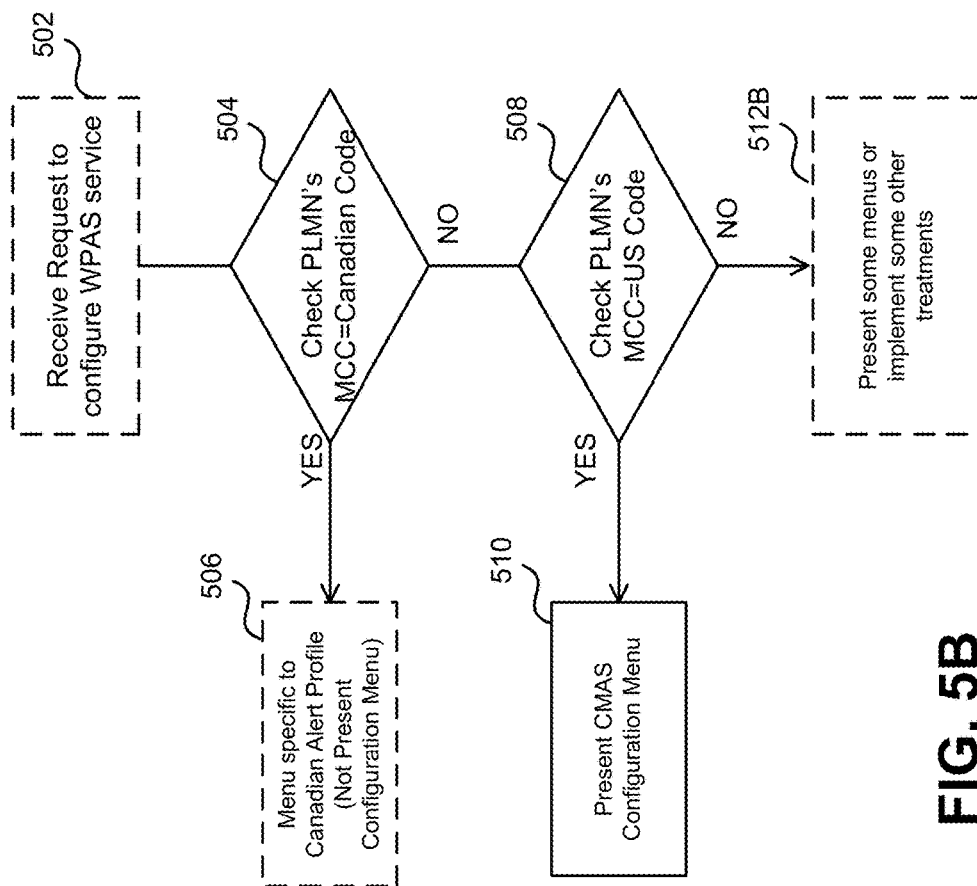 502
Receive Request to
configure WPAS service
504
Check PLMN's
MCC=Canadian Code
YES
NO
506
Menu specific to
Canadian Alert Profile
(Not Present
Configuration Menu)
508
Check PLMN's
MCC=US Code
YES
NO
510
Present CMAS
Configuration Menu
512B
Present some menus or
implement some other
treatments
FIG. 5B